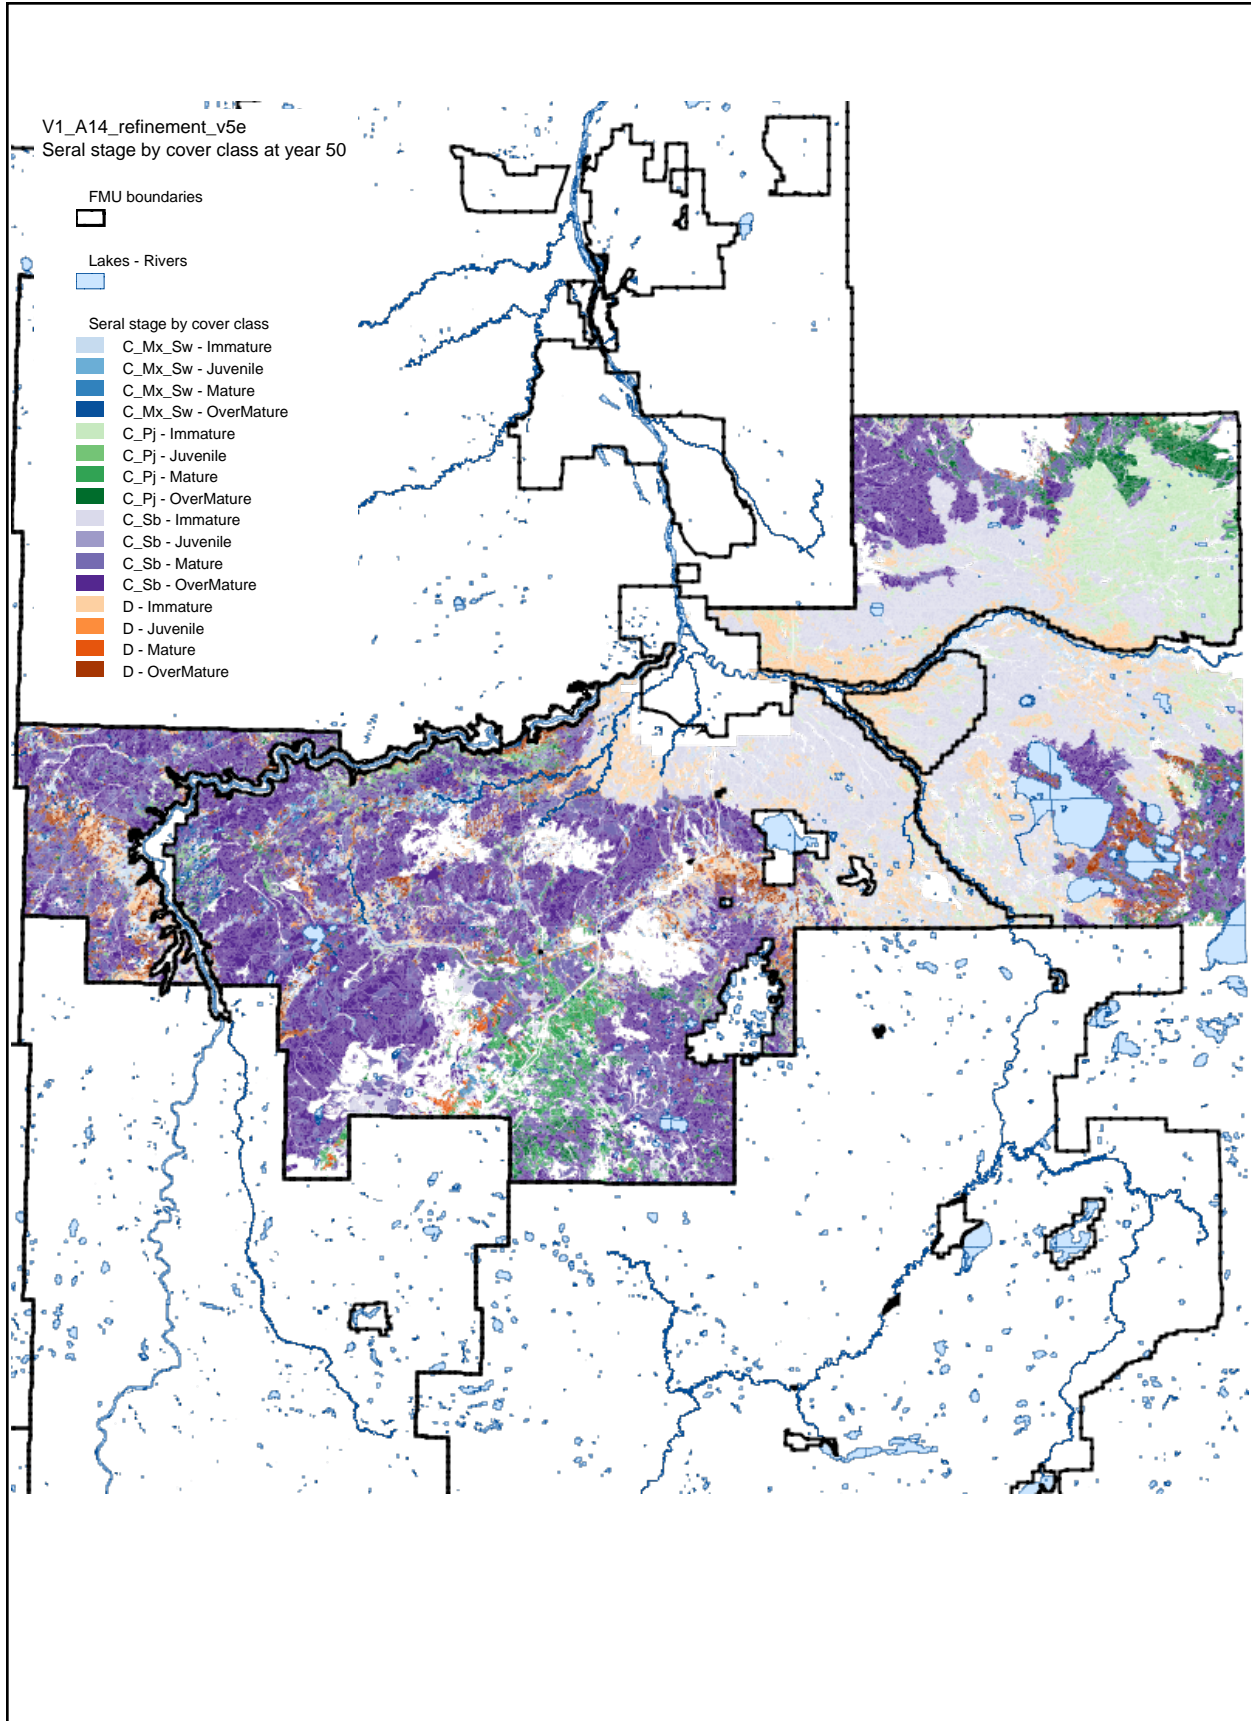 V1_A14_refinement_v5e
Seral stage by cover class at year 50
FMU boundaries
Lakes - Rivers
Seral stage by cover class
C_Mx_Sw - Immature
C_Mx_Sw - Juvenile
C_Mx_Sw - Mature
C_Mx_Sw - OverMature
C_Pj - Immature
C_Pj - Juvenile
C_Pj - Mature
C_Pj - OverMature
C_Sb - Immature
C_Sb - Juvenile
C_Sb - Mature
C_Sb - OverMature
D - Immature
D - Juvenile
D - Mature
D - OverMature